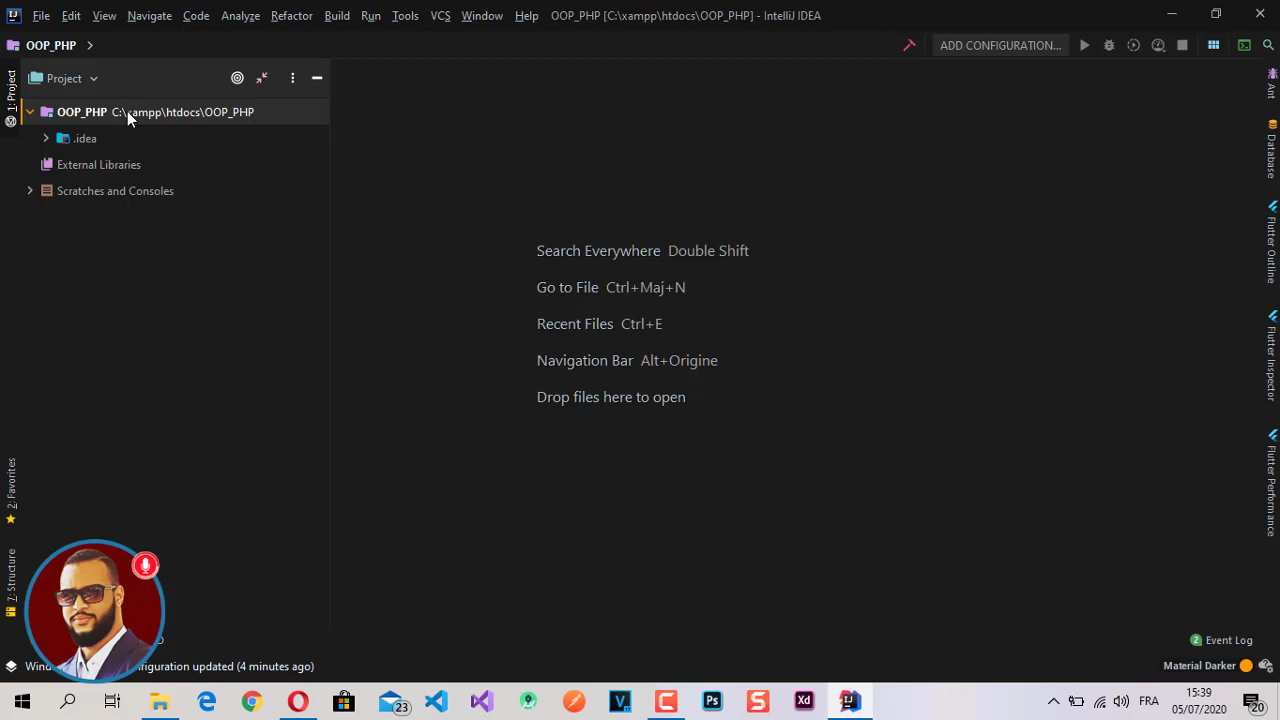 File Edit View Navigate Code Analyze Refactor Build Run Tools VCS Window Help OOP_PHP [C:\xampp\htdocs\OOP_PHP] - IntelliJ IDEA
OOP_PHP
ADD CONFIGURATION...
1: Project
Project
OOP_PHP C:\xampp\htdocs\OOP_PHP
.idea
External Libraries
Scratches and Consoles
Search Everywhere Double Shift
Go to File Ctrl+Maj+N
Recent Files Ctrl+E
Navigation Bar Alt+Origine
Drop files here to open
Ant
Database
Flutter Outline
Flutter Inspector
Flutter Performance
2: Favorites
7: Structure
2 Event Log
figuration updated (4 minutes ago)
Material Darker
23
Ps
Xd
FR
15:39
05/07/2020
20